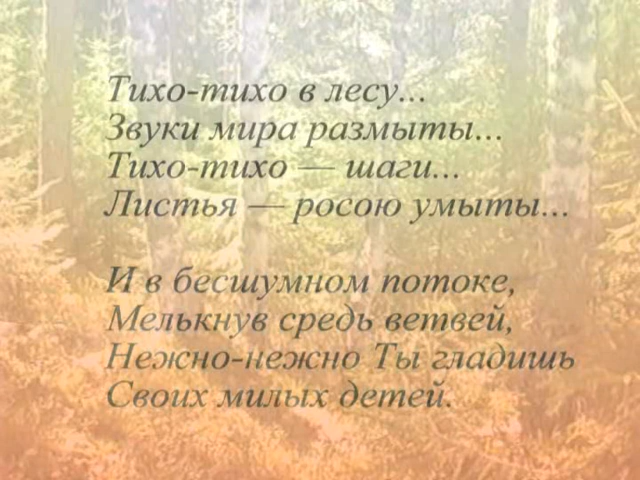 Тихо-тихо в лесу...
Звуки мира размыты...
Тихо-тихо — шаги...
Листья — росою умыты...
И в бесшумном потоке,
Мелькнув средь ветвей,
Нежно-нежно Ты гладишь
Своих милых детей.